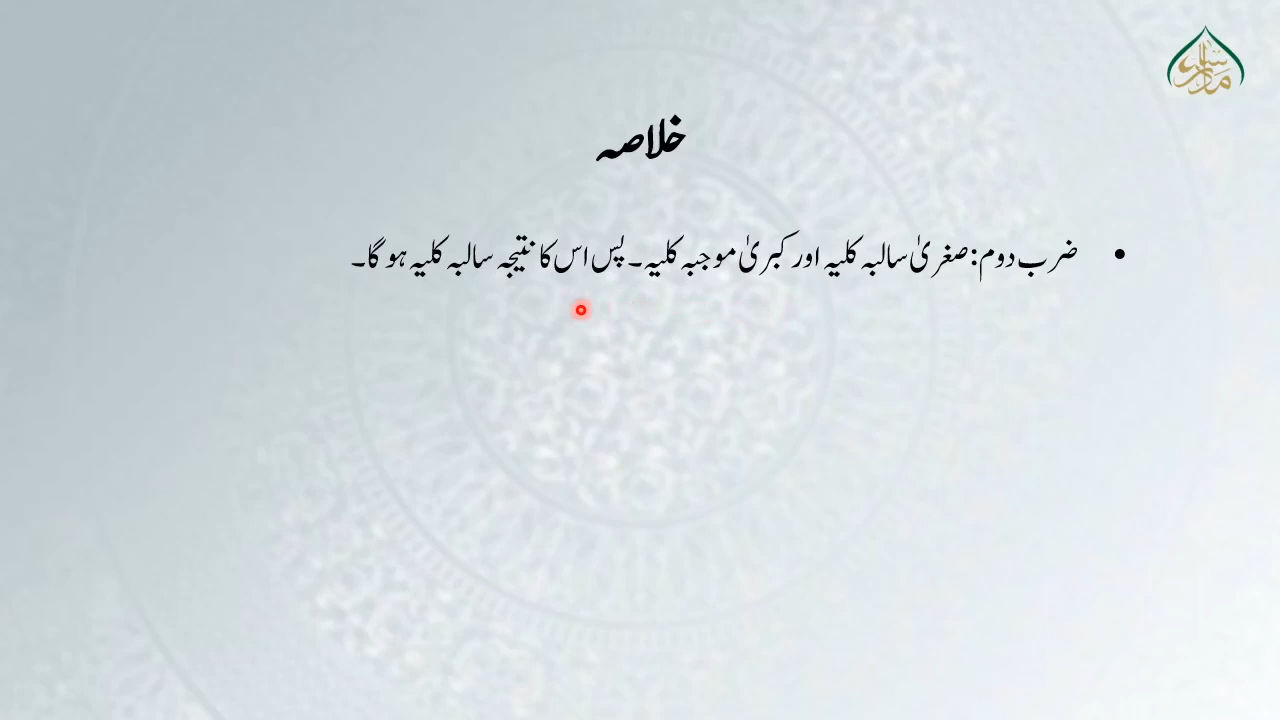 خلاصہ
• ضرب دوم: صغریٰ سالبہ کلیہ اور کبریٰ موجبہ کلیہ۔ پس اس کا نتیجہ سالبہ کلیہ ہو گا۔